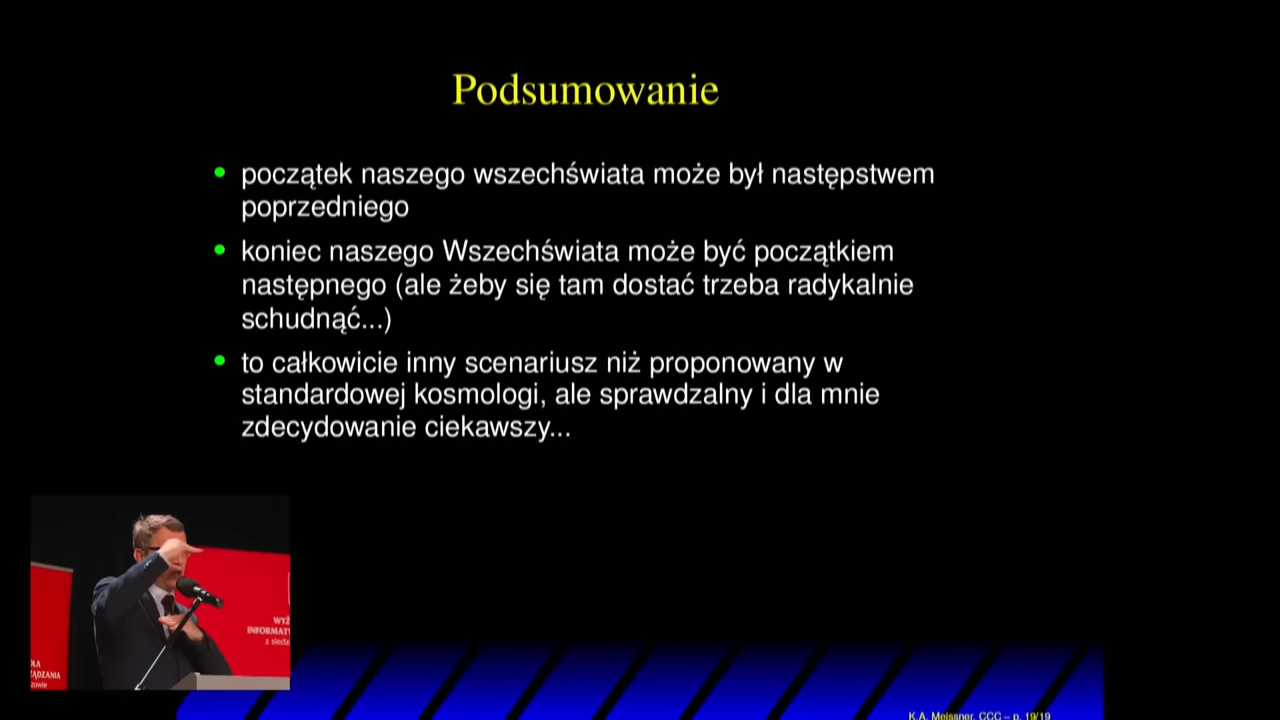 Podsumowanie
początek naszego wszechświata może był następstwem
poprzedniego
koniec naszego Wszechświata może być początkiem
następnego (ale żeby się tam dostać trzeba radykalnie
schudnąć...)
to całkowicie inny scenariusz niż proponowany w
standardowej kosmologi, ale sprawdzalny i dla mnie
zdecydowanie ciekawszy...
K.A. Meissner, CCC – p. 19/19